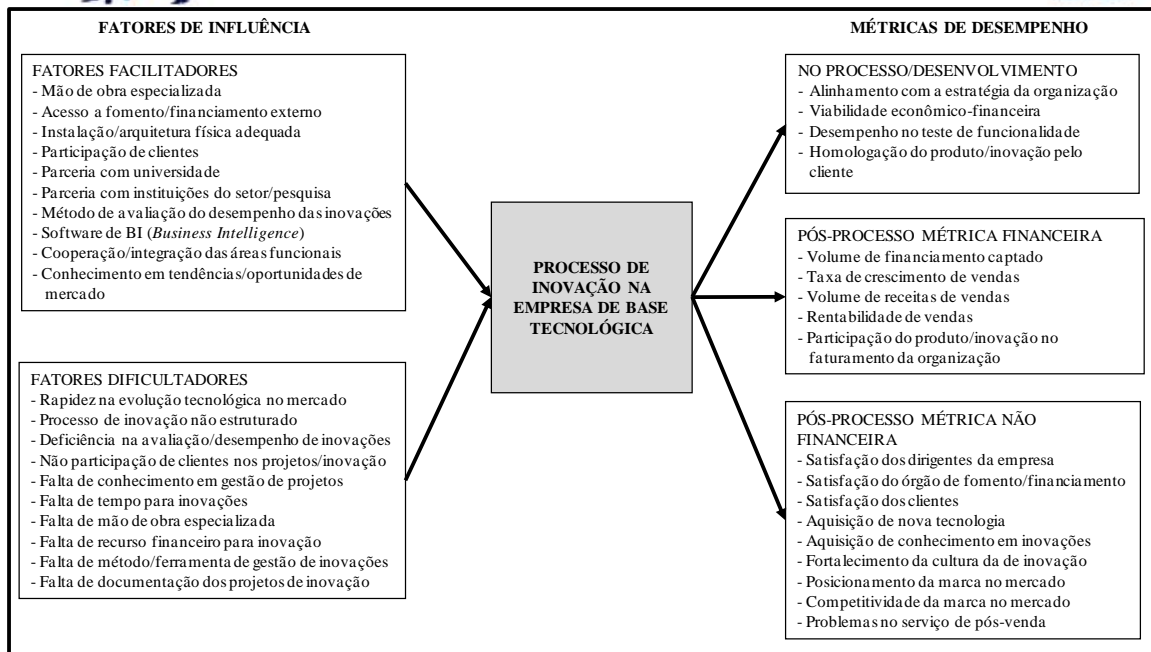 FATORES DE INFLUÊNCIA
FATORES FACILITADORES
- Mão de obra especializada
- Acesso a fomento/financiamento externo
- Instalação/arquitetura física adequada
- Participação de clientes
- Parceria com universidade
- Parceria com instituições do setor/pesquisa
- Método de avaliação do desempenho das inovações
- Software de BI (Business Intelligence)
- Cooperação/integração das áreas funcionais
- Conhecimento em tendências/oportunidades de
mercado
FATORES DIFICULTADORES
- Rapidez na evolução tecnológica no mercado
- Processo de inovação não estruturado
- Deficiência na avaliação/desempenho de inovações
- Não participação de clientes nos projetos/inovação
- Falta de conhecimento em gestão de projetos
- Falta de tempo para inovações
- Falta de mão de obra especializada
- Falta de recurso financeiro para inovação
- Falta de método/ferramenta de gestão de inovações
- Falta de documentação dos projetos de inovação
PROCESSO DE
INOVAÇÃO NA
EMPRESA DE BASE
TECNOLÓGICA
MÉTRICAS DE DESEMPENHO
NO PROCESSO/DESENVOLVIMENTO
- Alinhamento com a estratégia da organização
- Viabilidade econômico-financeira
- Desempenho no teste de funcionalidade
- Homologação do produto/inovação pelo
cliente
PÓS-PROCESSO MÉTRICA FINANCEIRA
- Volume de financiamento captado
- Taxa de crescimento de vendas
- Volume de receitas de vendas
- Rentabilidade de vendas
- Participação do produto/inovação no
faturamento da organização
PÓS-PROCESSO MÉTRICA NÃO
FINANCEIRA
- Satisfação dos dirigentes da empresa
- Satisfação do órgão de fomento/financiamento
- Satisfação dos clientes
- Aquisição de nova tecnologia
- Aquisição de conhecimento em inovações
- Fortalecimento da cultura da de inovação
- Posicionamento da marca no mercado
- Competitividade da marca no mercado
- Problemas no serviço de pós-venda